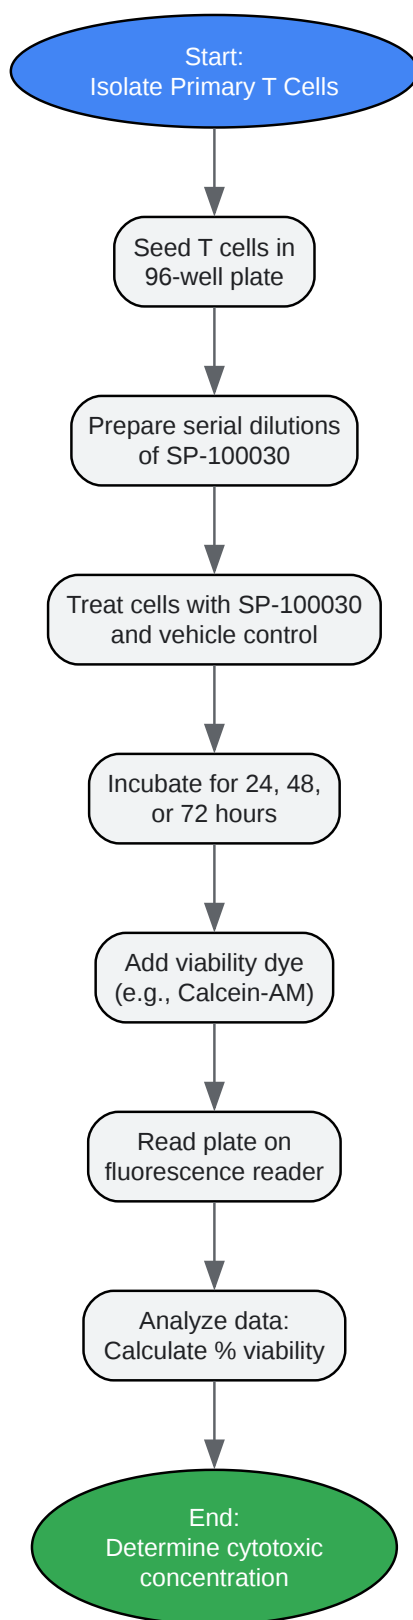 Start:
Isolate Primary T Cells
Seed T cells in
96-well plate
Prepare serial dilutions
of SP-100030
Treat cells with SP-100030
and vehicle control
Incubate for 24, 48,
or 72 hours
Add viability dye
(e.g., Calcein-AM)
Read plate on
fluorescence reader
Analyze data:
Calculate % viability
End:
Determine cytotoxic
concentration